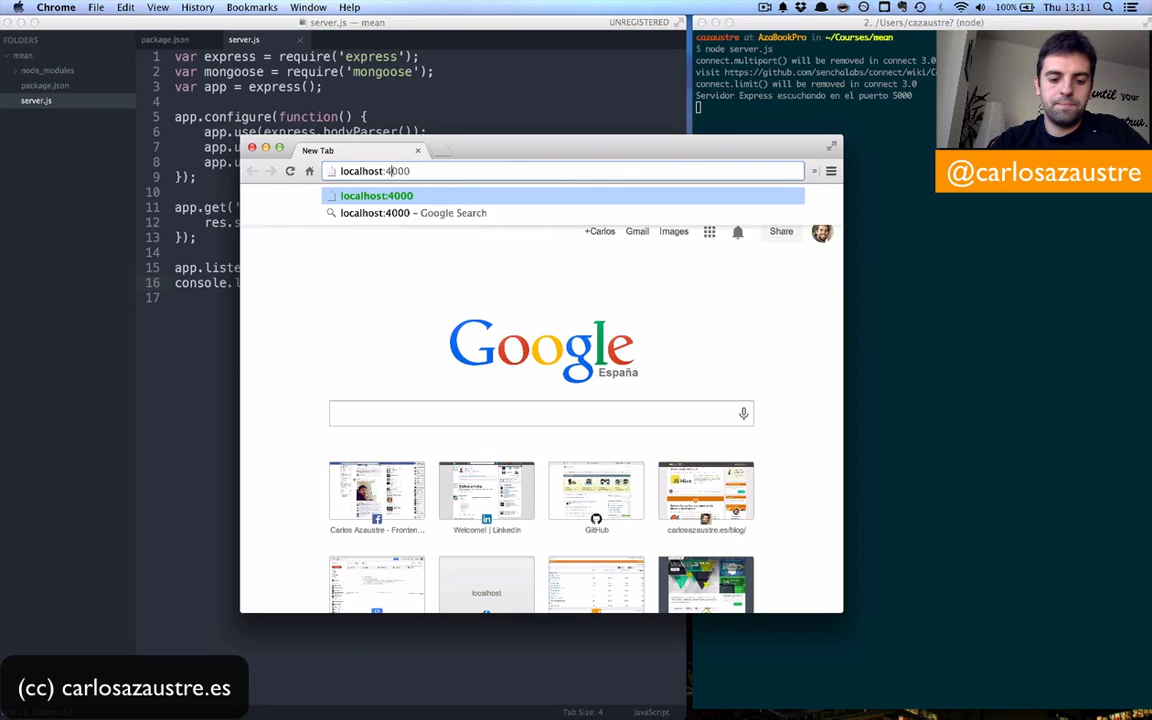 Chrome File Edit View History Bookmarks Window Help
100% Thu 13:11
server.js — mean
UNREGISTERED
2. /Users/cazaustre? (node)
FOLDERS
mean
node_modules
package.json
server.js
package.json
server.js
1 var express = require('express');
2 var mongoose = require('mongoose');
3 var app = express();
4
5 app.configure(function() {
6 app.use(express.bodyParser());
7 app.u
8 app.u
9 });
10
11 app.get('
12 res.s
13 });
14
15 app.liste
16 console.l
17
cazaustre at AzaBookPro in ~/Courses/mean
$ node server.js
connect.multipart() will be removed in connect 3.0
visit https://github.com/senchalabs/connect/wiki/C
connect.limit() will be removed in connect 3.0
Servidor Express escuchando en el puerto 5000
until your
true.
@carlosazaustre
New Tab
localhost:4000
localhost:4000
localhost:4000 – Google Search
+Carlos Gmail Images Share
Google
España
Carlos Azaustre - Fronten...
Welcome! | LinkedIn
GitHub
carlosazaustre.es/blog/
JS Hint
localhost
(cc) carlosazaustre.es
Tab Size: 4
JavaScript